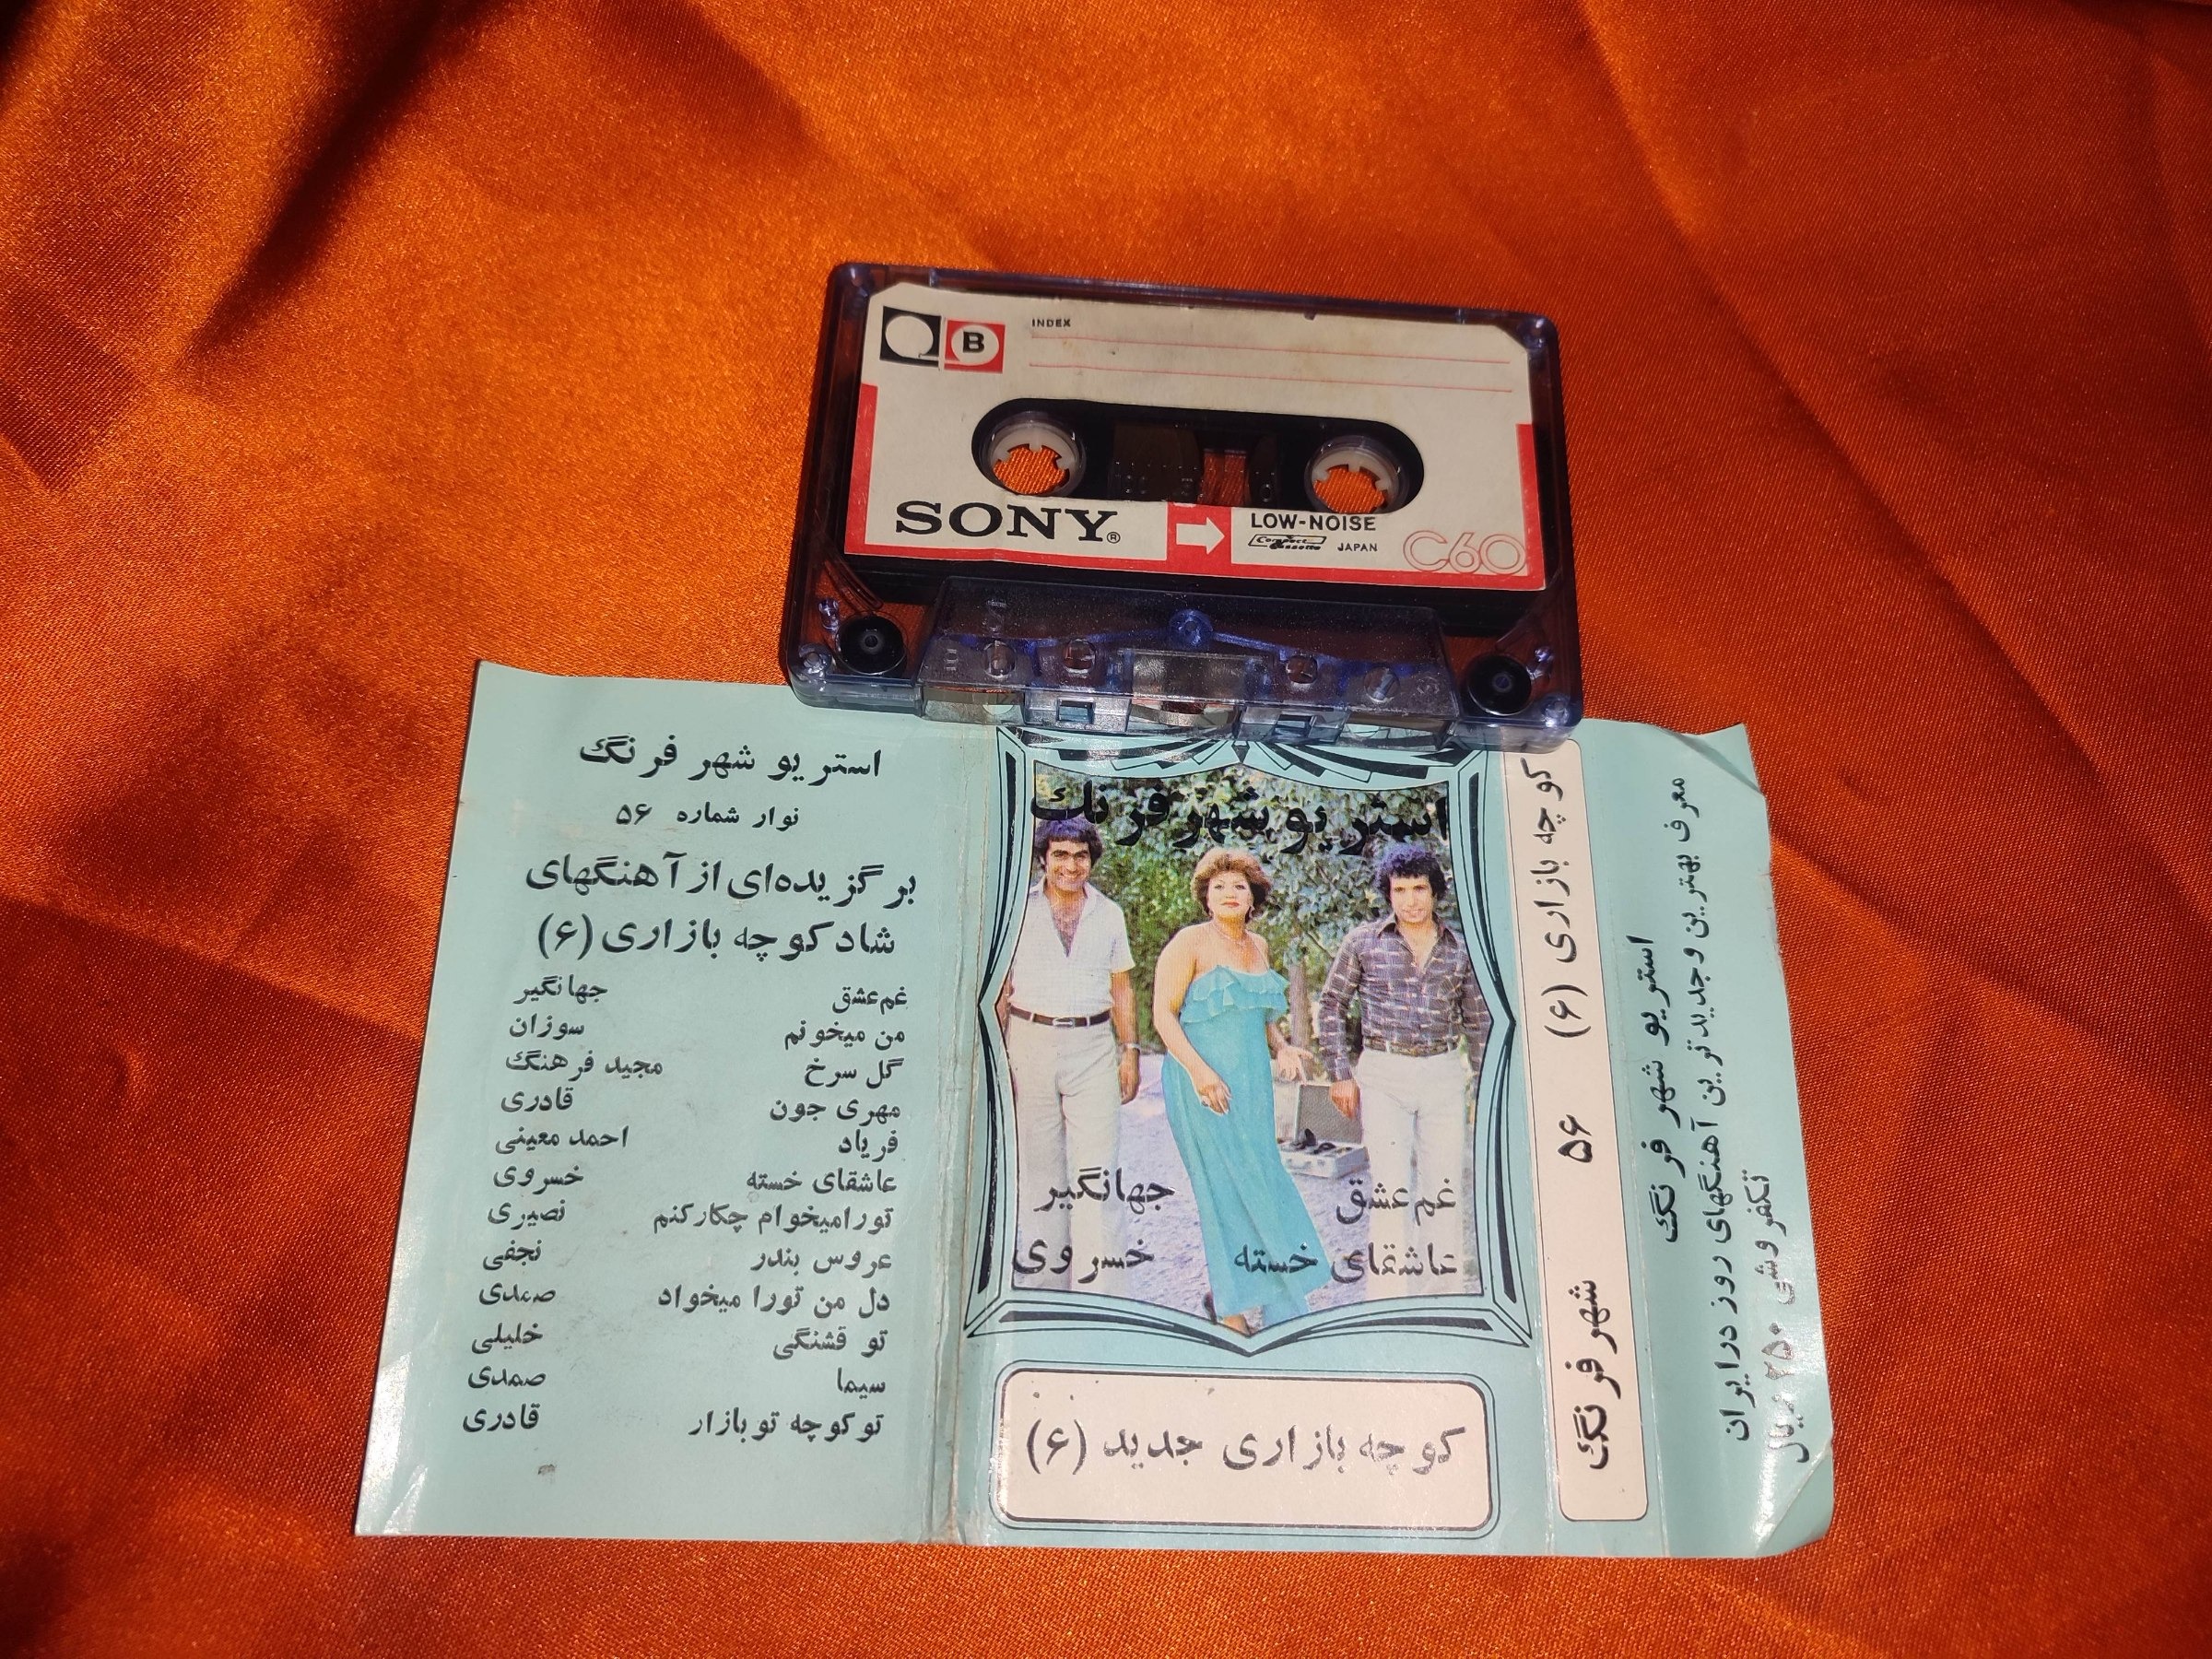 B
INDEX
SONY®
LOW-NOISE
Compact Cassette JAPAN
C60
استریو شهر فرنگ
نوار شماره ۵۶
برگزیده‌ای از آهنگهای
شاد کوچه بازاری (۶)
غم عشق جهانگیر
من میخونم سوزان
گل سرخ مجید فرهنگ
مهری جون قادری
فریاد احمد معینی
عاشقای خسته خسروی
تورامیخوام چکارکنم نصیری
عروس بندر نجفی
دل من تورا میخواد صمدی
تو قشنگی خلیلی
سیما صمدی
تو کوچه تو بازار قادری
استریو شهر فرنگ
غم عشق جهانگیر
عاشقای خسته خسروی
کوچه بازاری جدید (۶)
کوچه بازاری (۶) ۵۶ شهر فرنگ
استریو شهر فرنگ
معرف بهترین و جدیدترین آهنگهای روز در ایران
تکفروشی ۲۵۰ ریال